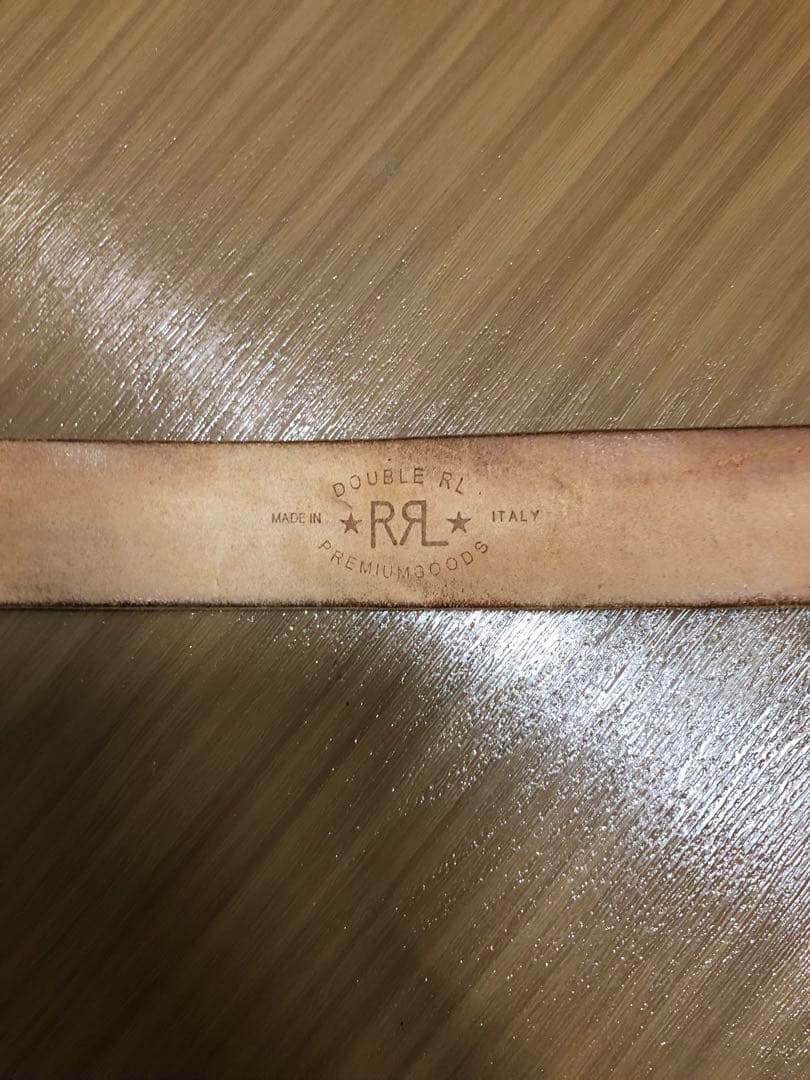 DOUBLE RL
MADE IN ★ RRL ★ ITALY
PREMIUMGOODS